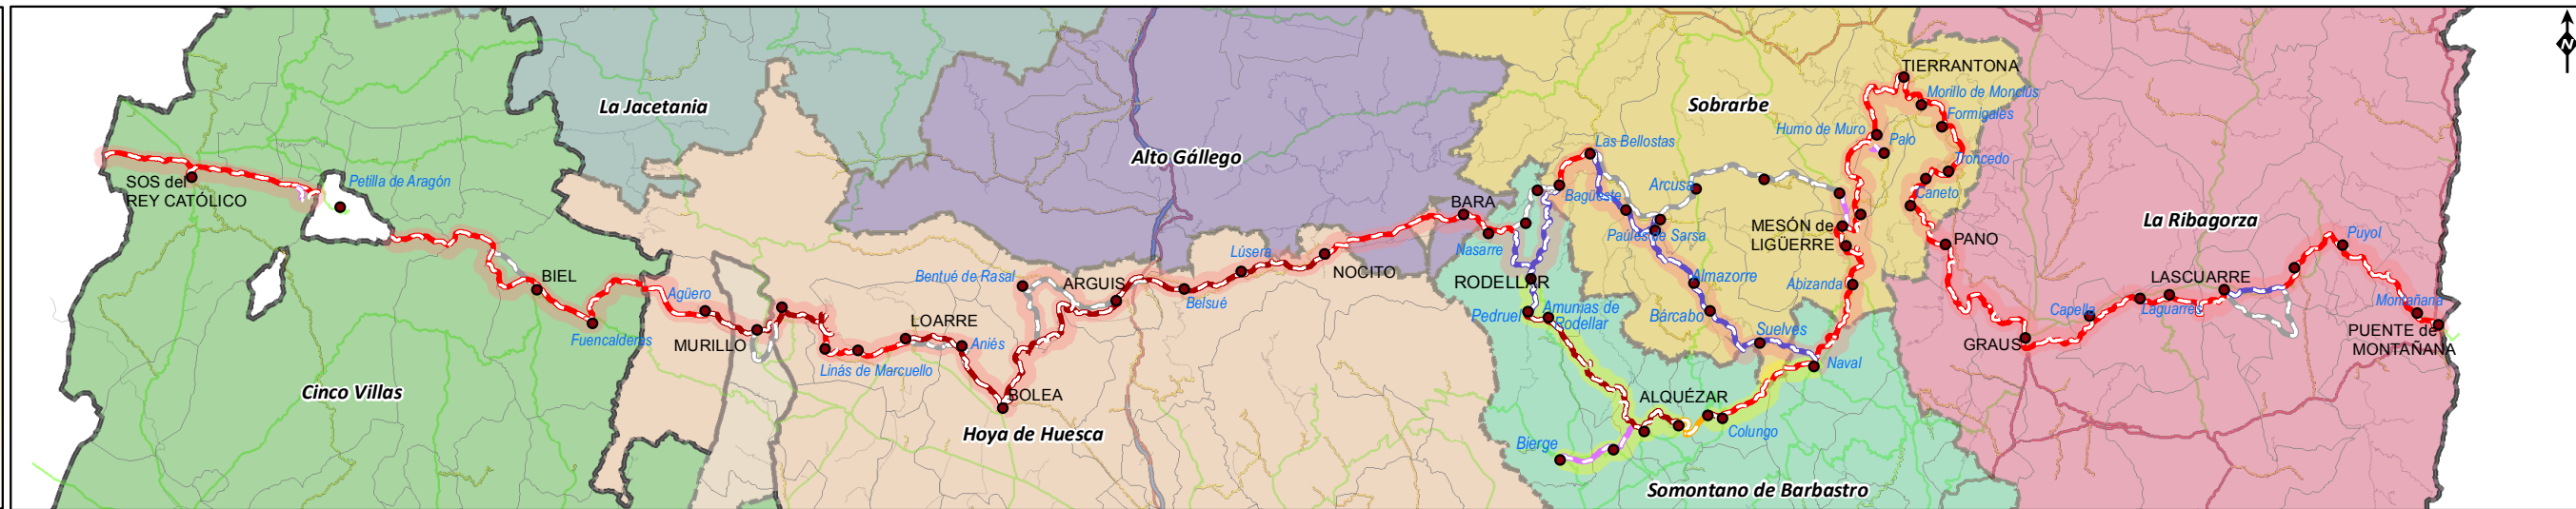 N
TIERRANTONA
Morillo de Monclús
Formigales
La Jacetania
Sobrarbe
Humo de Muro
Palo
Las Bellostas
Alto Gállego
Troncedo
SOS del
REY CATÓLICO
Petilla de Aragón
Arcusa
Bagüeste
Caneto
BARA
MESÓN de
LIGÜERRE
La Ribagorza
Paúles de Sarsa
Nasarre
PANO
Puyol
Lúsera
NOCITO
Bentué de Rasal
ARGUIS
BIEL
RODELLAR
Almazorre
Abizanda
LASCUARRE
Agüero
Belsué
Amunias de
Rodellar
Pedruel
Bárcabo
Capella
Laguarres
Montañana
LOARRE
Fuencalderas
MURILLO
Aniés
Suelves
GRAUS
PUENTE de
MONTAÑANA
Linás de Marcuello
Naval
Cinco Villas
BOLEA
ALQUÉZAR
Hoya de Huesca
Bierge
Colungo
Somontano de Barbastro